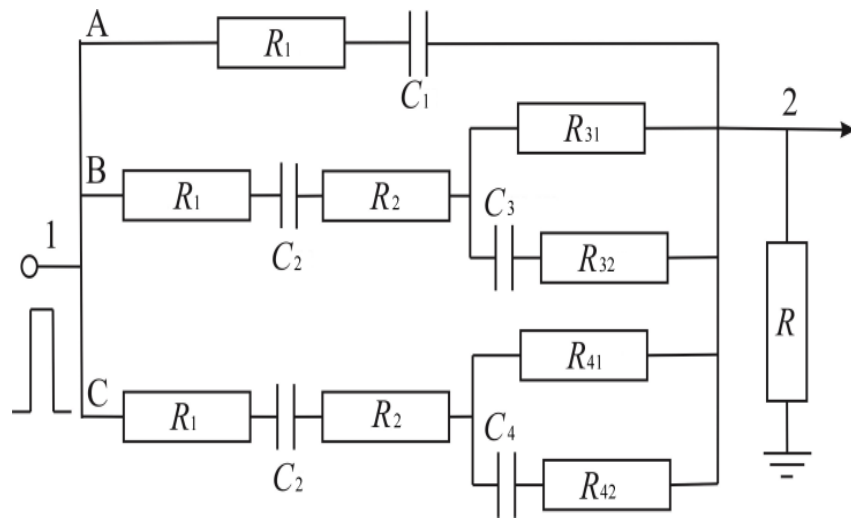 A
R₁
C₁
2
R₃₁
B
R₁
C₂
R₂
C₃
R₃₂
1
R
R₄₁
C
R₁
C₂
R₂
C₄
R₄₂